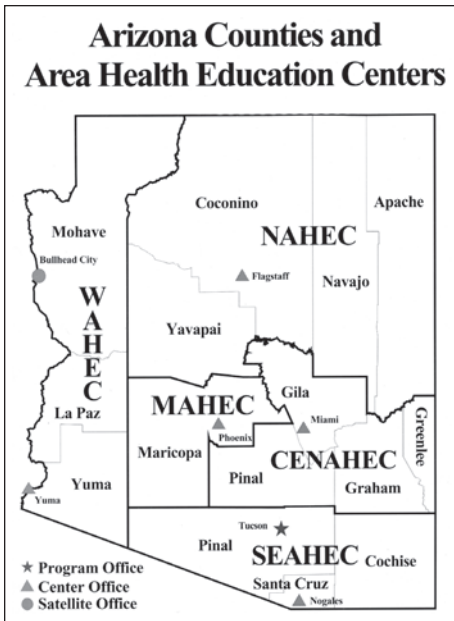 Arizona Counties and
Area Health Education Centers
Coconino
Apache
Mohave
NAHEC
Bullhead City
Flagstaff
Navajo
WAHEC
Yavapai
Gila
La Paz
MAHEC
Greenlee
Phoenix
Miami
Maricopa
CENAHEC
Pinal
Yuma
Graham
Yuma
Tucson
Pinal
SEAHEC
Cochise
Program Office
Santa Cruz
Center Office
Nogales
Satellite Office